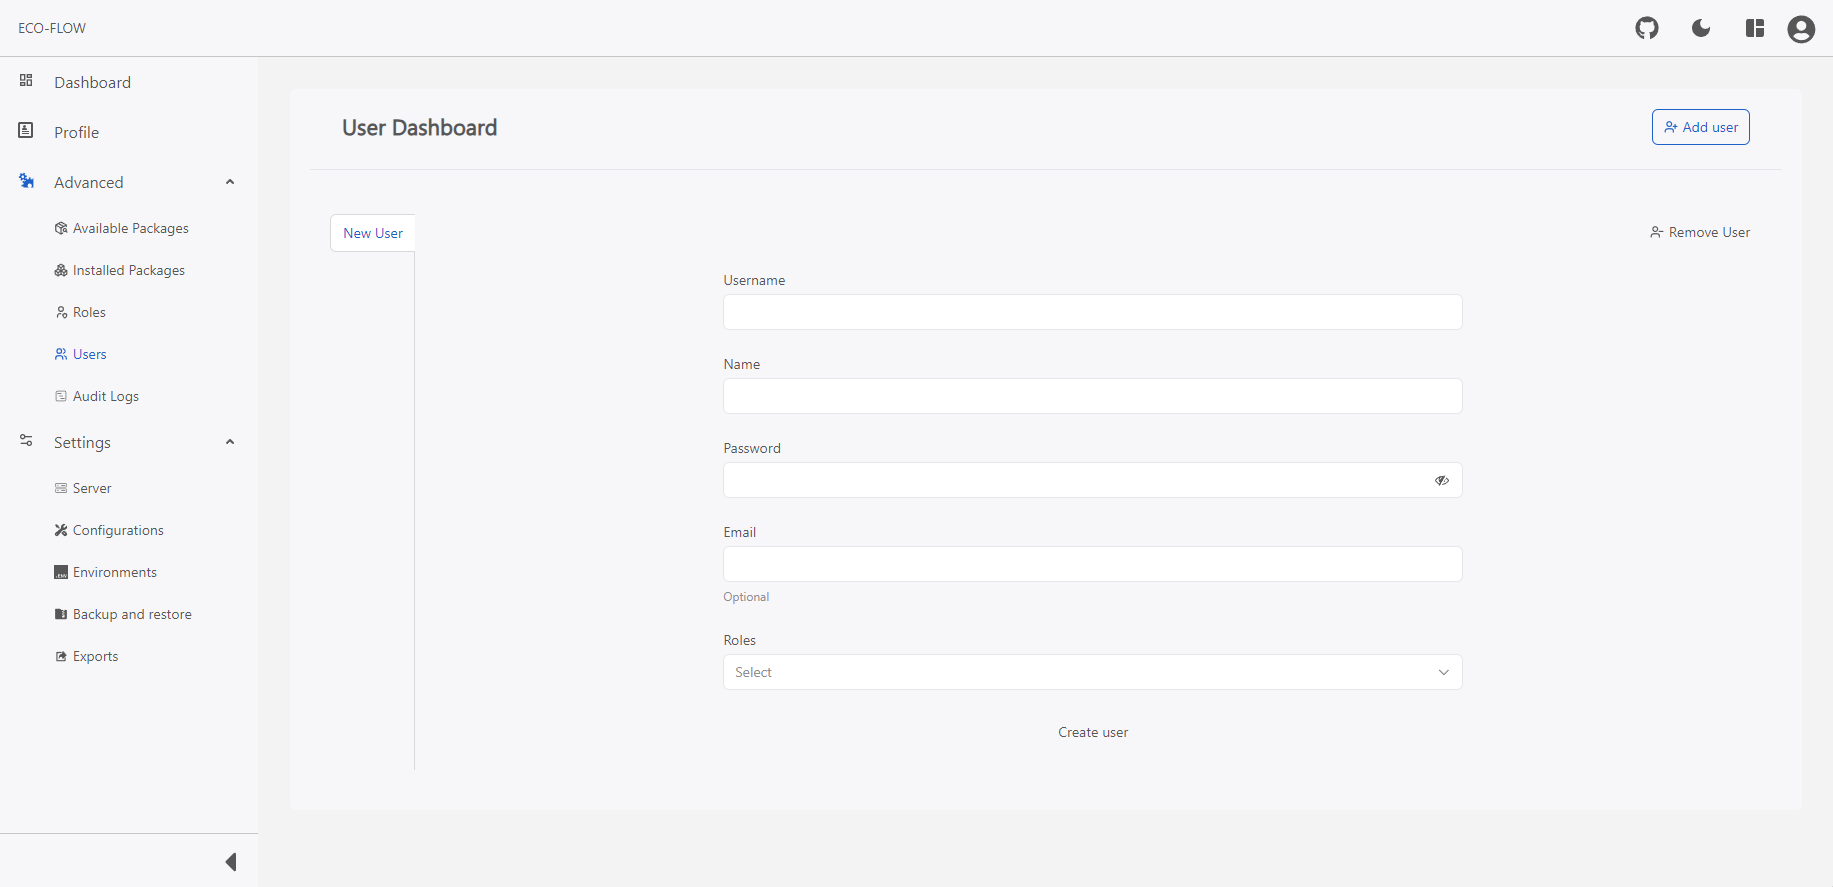 ECO-FLOW
Dashboard
Profile
Advanced
Available Packages
Installed Packages
Roles
Users
Audit Logs
Settings
Server
Configurations
.ENV Environments
Backup and restore
Exports
User Dashboard
Add user
New User
Remove User
Username
Name
Password
Email
Optional
Roles
Select
Create user